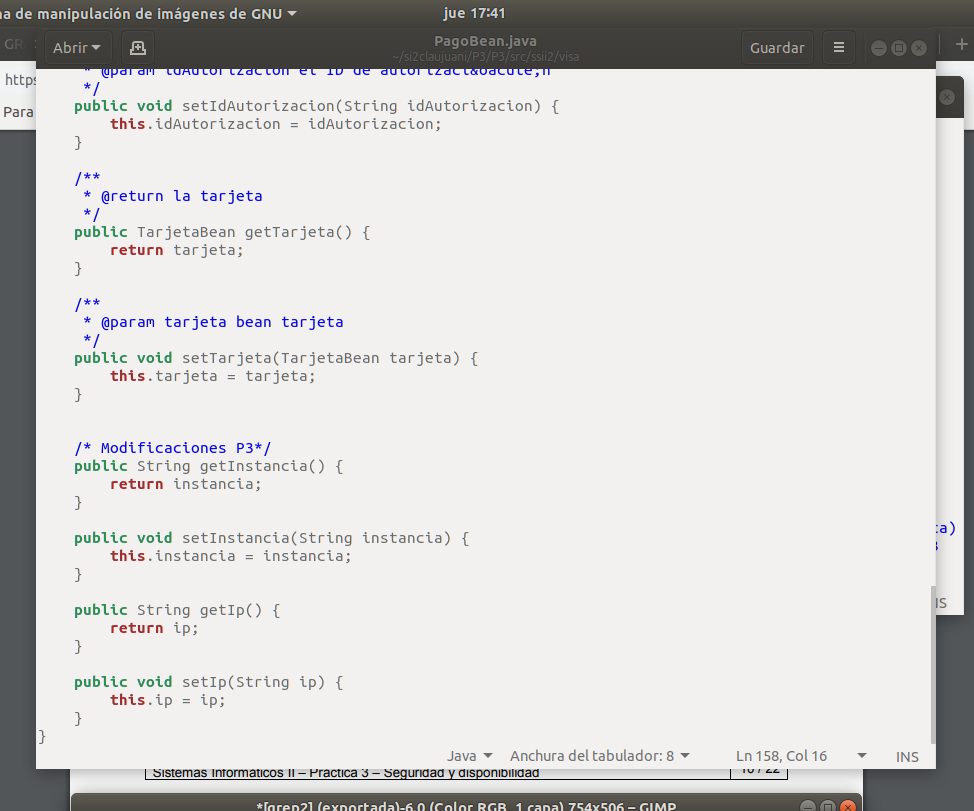 a de manipulación de imágenes de GNU
jue 17:41
GR
Abrir
PagoBean.java
~/si2claujuani/P3/P3/src/ssii2/visa
Guardar
https
Para
* @param idAutorizacion el ID de autorizaci&oacute;n
*/
public void setIdAutorizacion(String idAutorizacion) {
this.idAutorizacion = idAutorizacion;
}
/**
* @return la tarjeta
*/
public TarjetaBean getTarjeta() {
return tarjeta;
}
/**
* @param tarjeta bean tarjeta
*/
public void setTarjeta(TarjetaBean tarjeta) {
this.tarjeta = tarjeta;
}
/* Modificaciones P3*/
public String getInstancia() {
return instancia;
}
public void setInstancia(String instancia) {
this.instancia = instancia;
}
ta)
public String getIp() {
NS
return ip;
}
public void setIp(String ip) {
this.ip = ip;
}
}
Java Anchura del tabulador: 8 Ln 158, Col 16 INS
Sistemas Informáticos II – Práctica 3 – Seguridad y disponibilidad 10 / 22
*[grep2] (exportada)-6.0 (Color RGB, 1 capa) 754x506 – GIMP